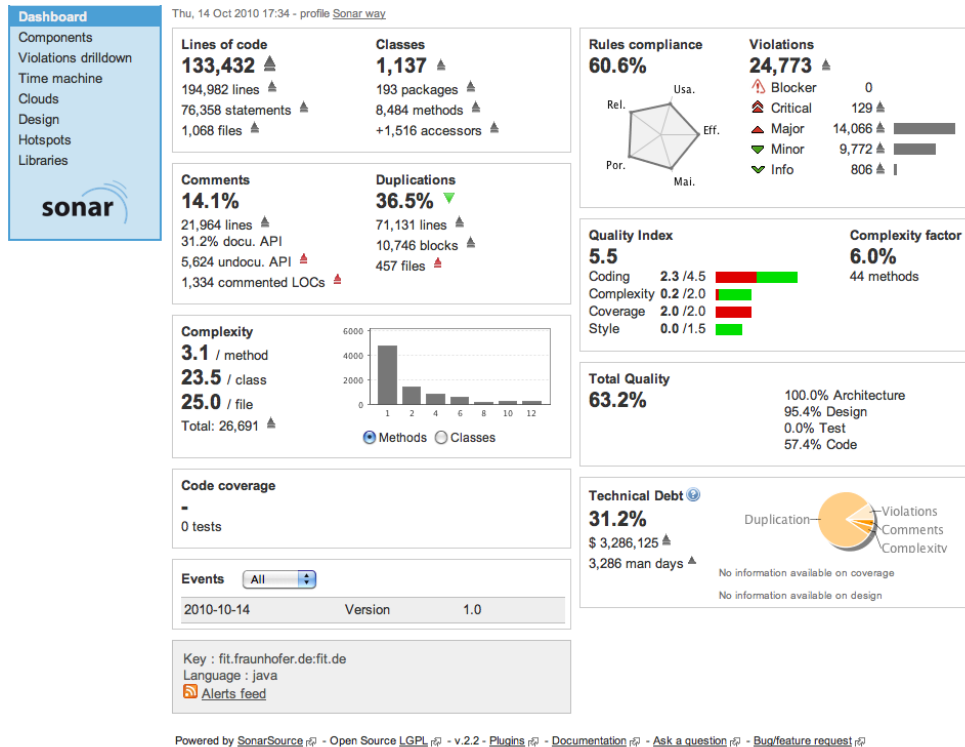 Dashboard
Components
Violations drilldown
Time machine
Clouds
Design
Hotspots
Libraries
sonar
Thu, 14 Oct 2010 17:34 - profile Sonar way
Lines of code
133,432
194,982 lines
76,358 statements
1,068 files
Classes
1,137
193 packages
8,484 methods
+1,516 accessors
Comments
14.1%
21,964 lines
31.2% docu. API
5,624 undocu. API
1,334 commented LOCs
Duplications
36.5%
71,131 lines
10,746 blocks
457 files
Complexity
3.1 / method
23.5 / class
25.0 / file
Total: 26,691
6000
4000
2000
0
1 2 4 6 8 10 12
Methods Classes
Code coverage
-
0 tests
Events All
2010-10-14 Version 1.0
Key : fit.fraunhofer.de:fit.de
Language : java
Alerts feed
Rules compliance
60.6%
Usa.
Rel.
Eff.
Por.
Mai.
Violations
24,773
Blocker 0
Critical 129
Major 14,066
Minor 9,772
Info 806
Quality Index
5.5
Coding 2.3 /4.5
Complexity 0.2 /2.0
Coverage 2.0 /2.0
Style 0.0 /1.5
Complexity factor
6.0%
44 methods
Total Quality
63.2%
100.0% Architecture
95.4% Design
0.0% Test
57.4% Code
Technical Debt
31.2%
$ 3,286,125
3,286 man days
Duplication
Violations
Comments
Complexity
No information available on coverage
No information available on design
Powered by SonarSource - Open Source LGPL - v.2.2 - Plugins - Documentation - Ask a question - Bug/feature request